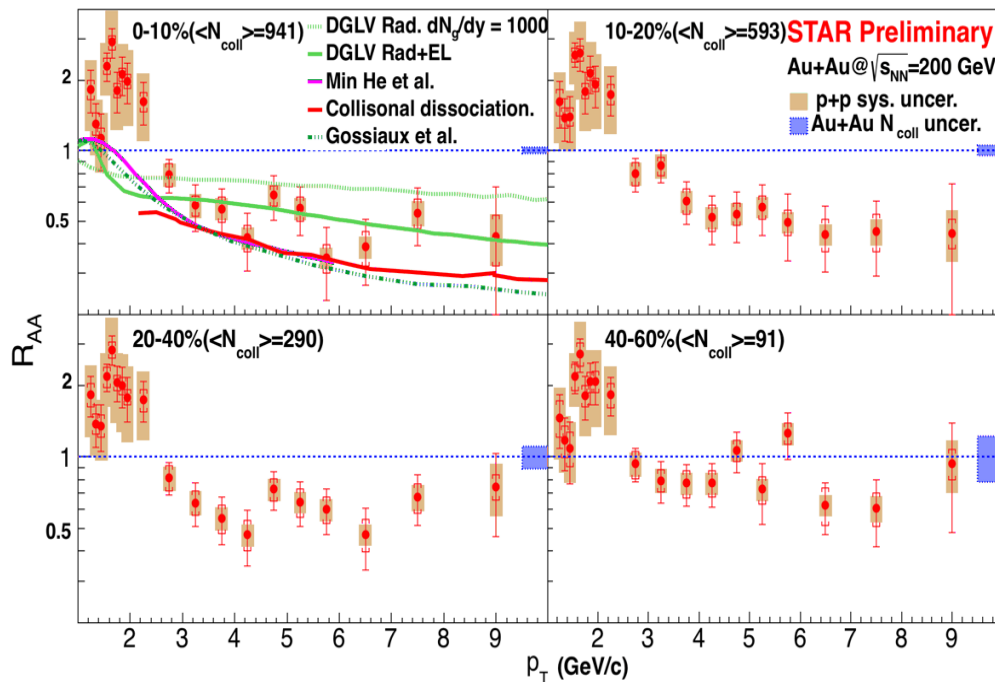 0-10%(<N_coll>=941)
DGLV Rad. dN_g/dy = 1000
DGLV Rad+EL
Min He et al.
Collisonal dissociation.
Gossiaux et al.
10-20%(<N_coll>=593)
STAR Preliminary
Au+Au@√s_NN=200 GeV
p+p sys. uncer.
Au+Au N_coll uncer.
2
1
0.5
R_AA
20-40%(<N_coll>=290)
40-60%(<N_coll>=91)
2
1
0.5
2 3 4 5 6 7 8 9
2 3 4 5 6 7 8 9
p_T (GeV/c)